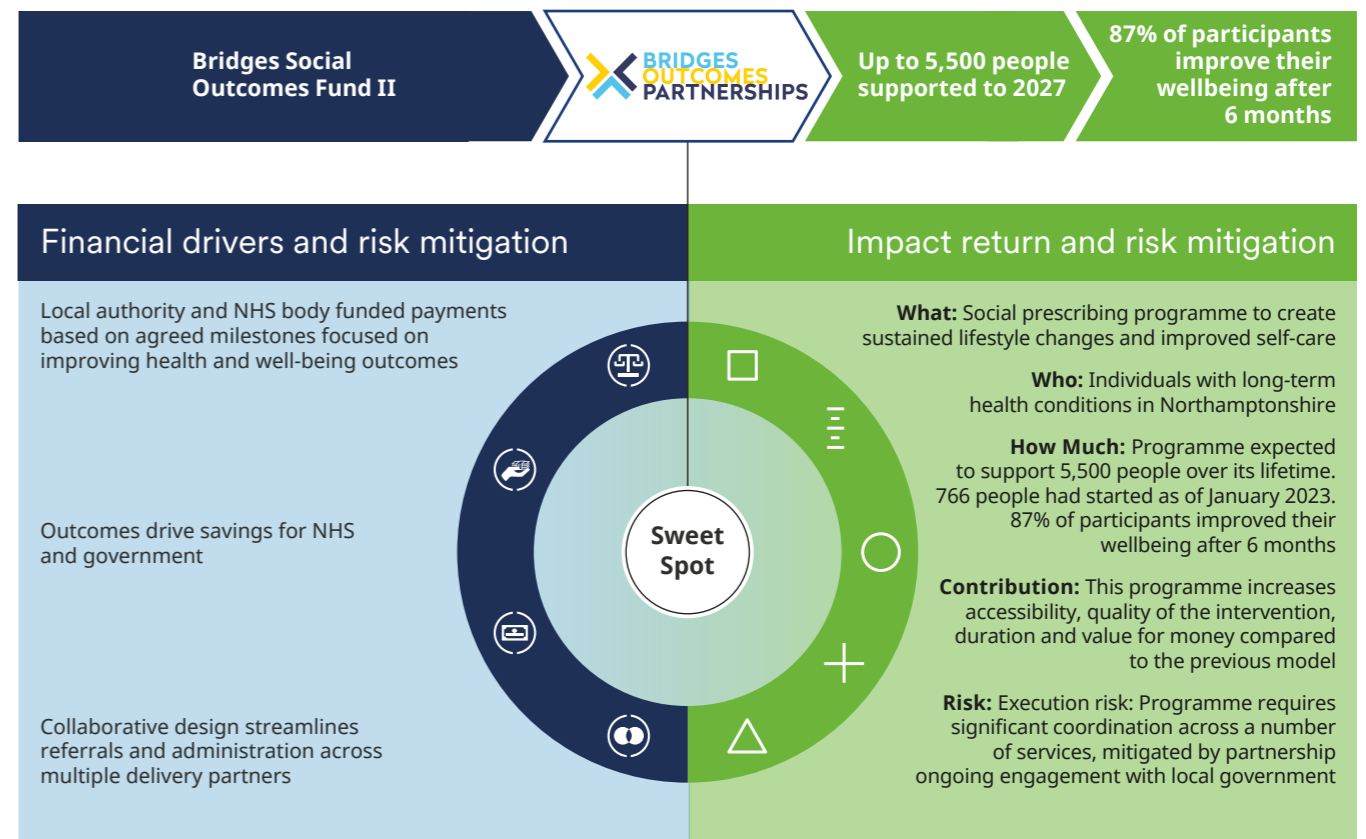 Bridges Social
Outcomes Fund II
BRIDGES
OUTCOMES
PARTNERSHIPS
Up to 5,500 people
supported to 2027
87% of participants
improve their
wellbeing after
6 months
Financial drivers and risk mitigation
Local authority and NHS body funded payments
based on agreed milestones focused on
improving health and well-being outcomes
Outcomes drive savings for NHS
and government
Collaborative design streamlines
referrals and administration across
multiple delivery partners
Sweet
Spot
Impact return and risk mitigation
What: Social prescribing programme to create
sustained lifestyle changes and improved self-care
Who: Individuals with long-term
health conditions in Northamptonshire
How Much: Programme expected
to support 5,500 people over its lifetime.
766 people had started as of January 2023.
87% of participants improved their
wellbeing after 6 months
Contribution: This programme increases
accessibility, quality of the intervention,
duration and value for money compared
to the previous model
Risk: Execution risk: Programme requires
significant coordination across a number
of services, mitigated by partnership
ongoing engagement with local government